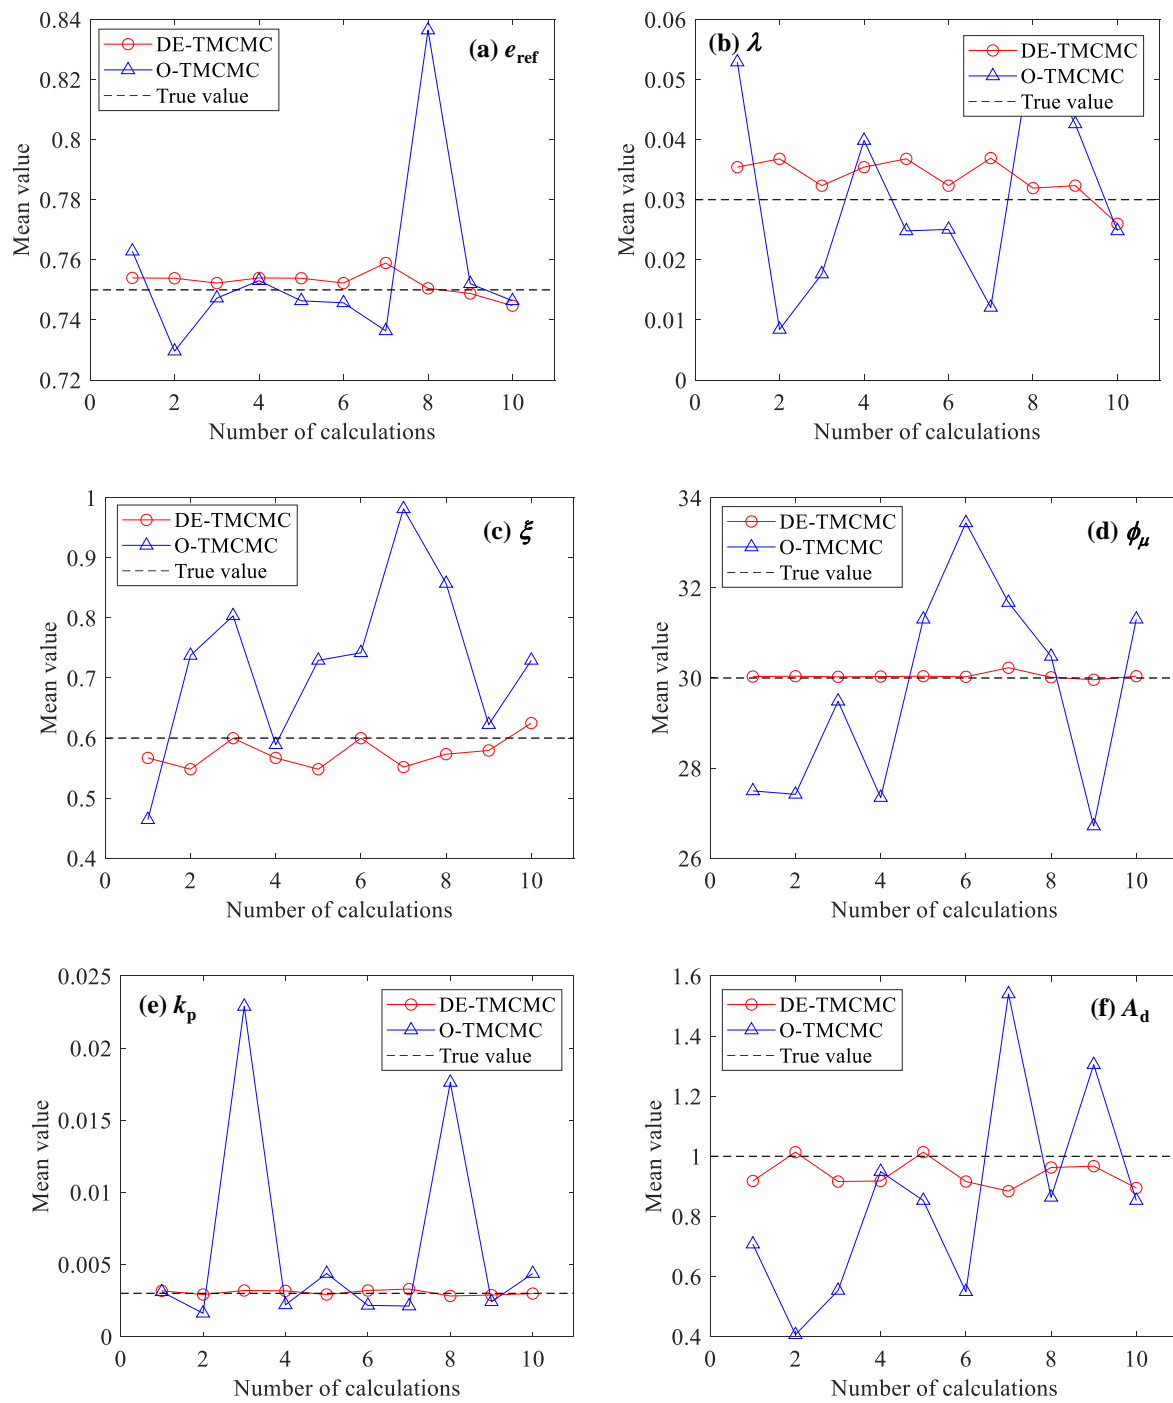 (a) e_ref
DE-TMCMC
O-TMCMC
True value
0.84
0.82
0.8
0.78
0.76
0.74
0.72
Mean value
0 2 4 6 8 10
Number of calculations
(b) λ
DE-TMCMC
O-TMCMC
True value
0.06
0.05
0.04
0.03
0.02
0.01
0
Mean value
0 2 4 6 8 10
Number of calculations
(c) ξ
DE-TMCMC
O-TMCMC
True value
1
0.9
0.8
0.7
0.6
0.5
0.4
Mean value
0 2 4 6 8 10
Number of calculations
(d) ϕ_μ
DE-TMCMC
O-TMCMC
True value
34
32
30
28
26
Mean value
0 2 4 6 8 10
Number of calculations
(e) k_p
DE-TMCMC
O-TMCMC
True value
0.025
0.02
0.015
0.01
0.005
0
Mean value
0 2 4 6 8 10
Number of calculations
(f) A_d
DE-TMCMC
O-TMCMC
True value
1.6
1.4
1.2
1
0.8
0.6
0.4
Mean value
0 2 4 6 8 10
Number of calculations